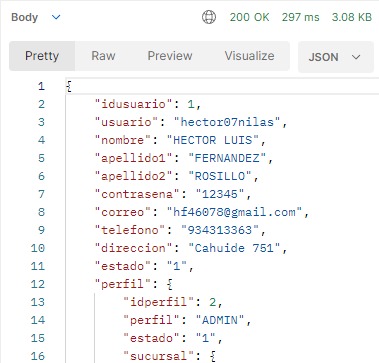 Body 200 OK 297 ms 3.08 KB
Pretty Raw Preview Visualize JSON
1 {
2 "idusuario": 1,
3 "usuario": "hector07nilas",
4 "nombre": "HECTOR LUIS",
5 "apellido1": "FERNANDEZ",
6 "apellido2": "ROSILLO",
7 "contrasena": "12345",
8 "correo": "hf46078@gmail.com",
9 "telefono": "934313363",
10 "direccion": "Cahuide 751",
11 "estado": "1",
12 "perfil": {
13 "idperfil": 2,
14 "perfil": "ADMIN",
15 "estado": "1",
16 "sucursal": {